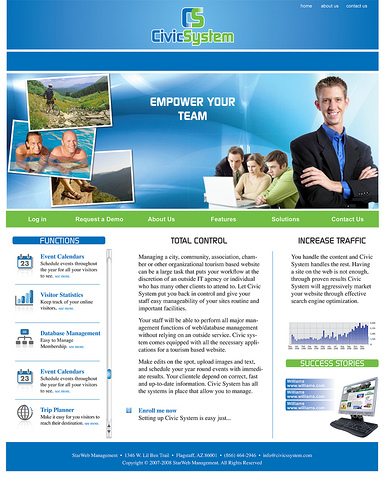 home about us contact us
CS
CivicSystem
EMPOWER YOUR
TEAM
Log in Request a Demo About Us Features Solutions Contact Us
FUNCTIONS
Event Calendars
Schedule events throughout
the year for all your visitors
to see. see more.
Visitor Statistics
Keep track of your online
visitors, see more.
Database Management
Easy to Manage
Membership. see more.
Event Calendars
Schedule events throughout
the year for all your visitors
to see. see more.
Trip Planner
Make it easy for you visitors to
reach their destination. see more.
TOTAL CONTROL
Managing a city, community, association, cham-
ber or other organizational tourism based website
can be a large task that puts your workflow at the
discretion of an outside IT agency or individual
who has many other clients to attend to. Let Civic
System put you back in control and give your
staff easy manageability of your sites routine and
important facilities.
Your staff will be able to perform all major man-
agement functions of web/database management
without relying on an outside service. Civic sys-
tem comes equipped with all the necessary appli-
cations for a tourism based website.
Make edits on the spot, upload images and text,
and schedule your year round events with immedi-
ate results. Your clientele depend on correct, fast
and up-to-date information. Civic System has all
the systems in place that allow you to manage.
Enroll me now
Setting up Civic System is easy just...
INCREASE TRAFFIC
You handle the content and Civic
System handles the rest. Having
a site on the web is not enough,
through proven results Civic
System will aggressively market
your website through effective
search engine optimization.
SUCCESS STORIES
Williams
www.williams.com
Williams
www.williams.com
Williams
www.williams.com
StarWeb Management • 1346 W. Lil Ben Trail • Flagstaff, AZ 86001 • (866) 464-2946 • info@civicsystem.com
Copyright © 2007-2008 StarWeb Management. All Rights Reserved